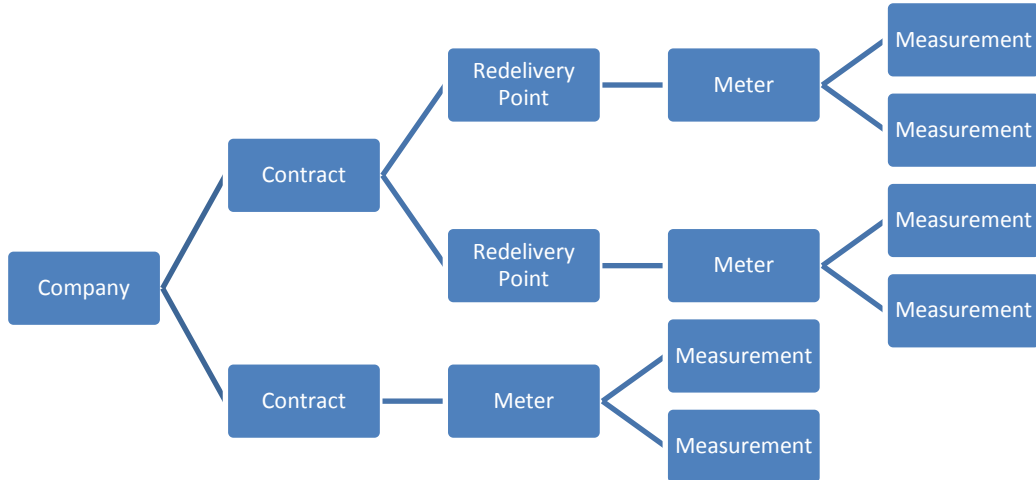 Company
Contract
Redelivery
Point
Meter
Measurement
Measurement
Redelivery
Point
Meter
Measurement
Measurement
Contract
Meter
Measurement
Measurement